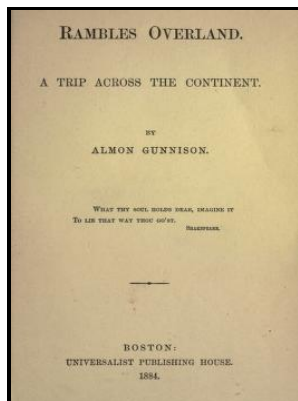 RAMBLES OVERLAND.
A TRIP ACROSS THE CONTINENT.
BY
ALMON GUNNISON.
WHAT THY SOUL HOLDS DEAR, IMAGINE IT
TO LIE THAT WAY THOU GO'ST.
SHAKESPEARE.
BOSTON:
UNIVERSALIST PUBLISHING HOUSE.
1884.